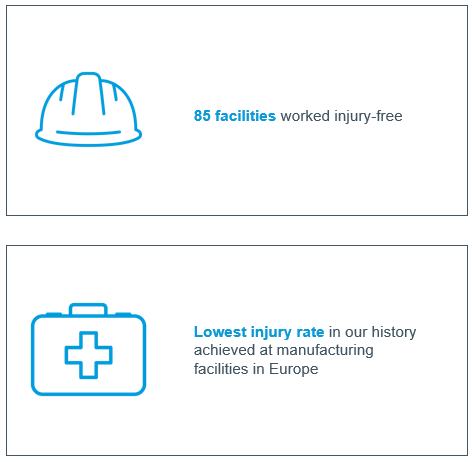 85 facilities worked injury-free
Lowest injury rate in our history
achieved at manufacturing
facilities in Europe